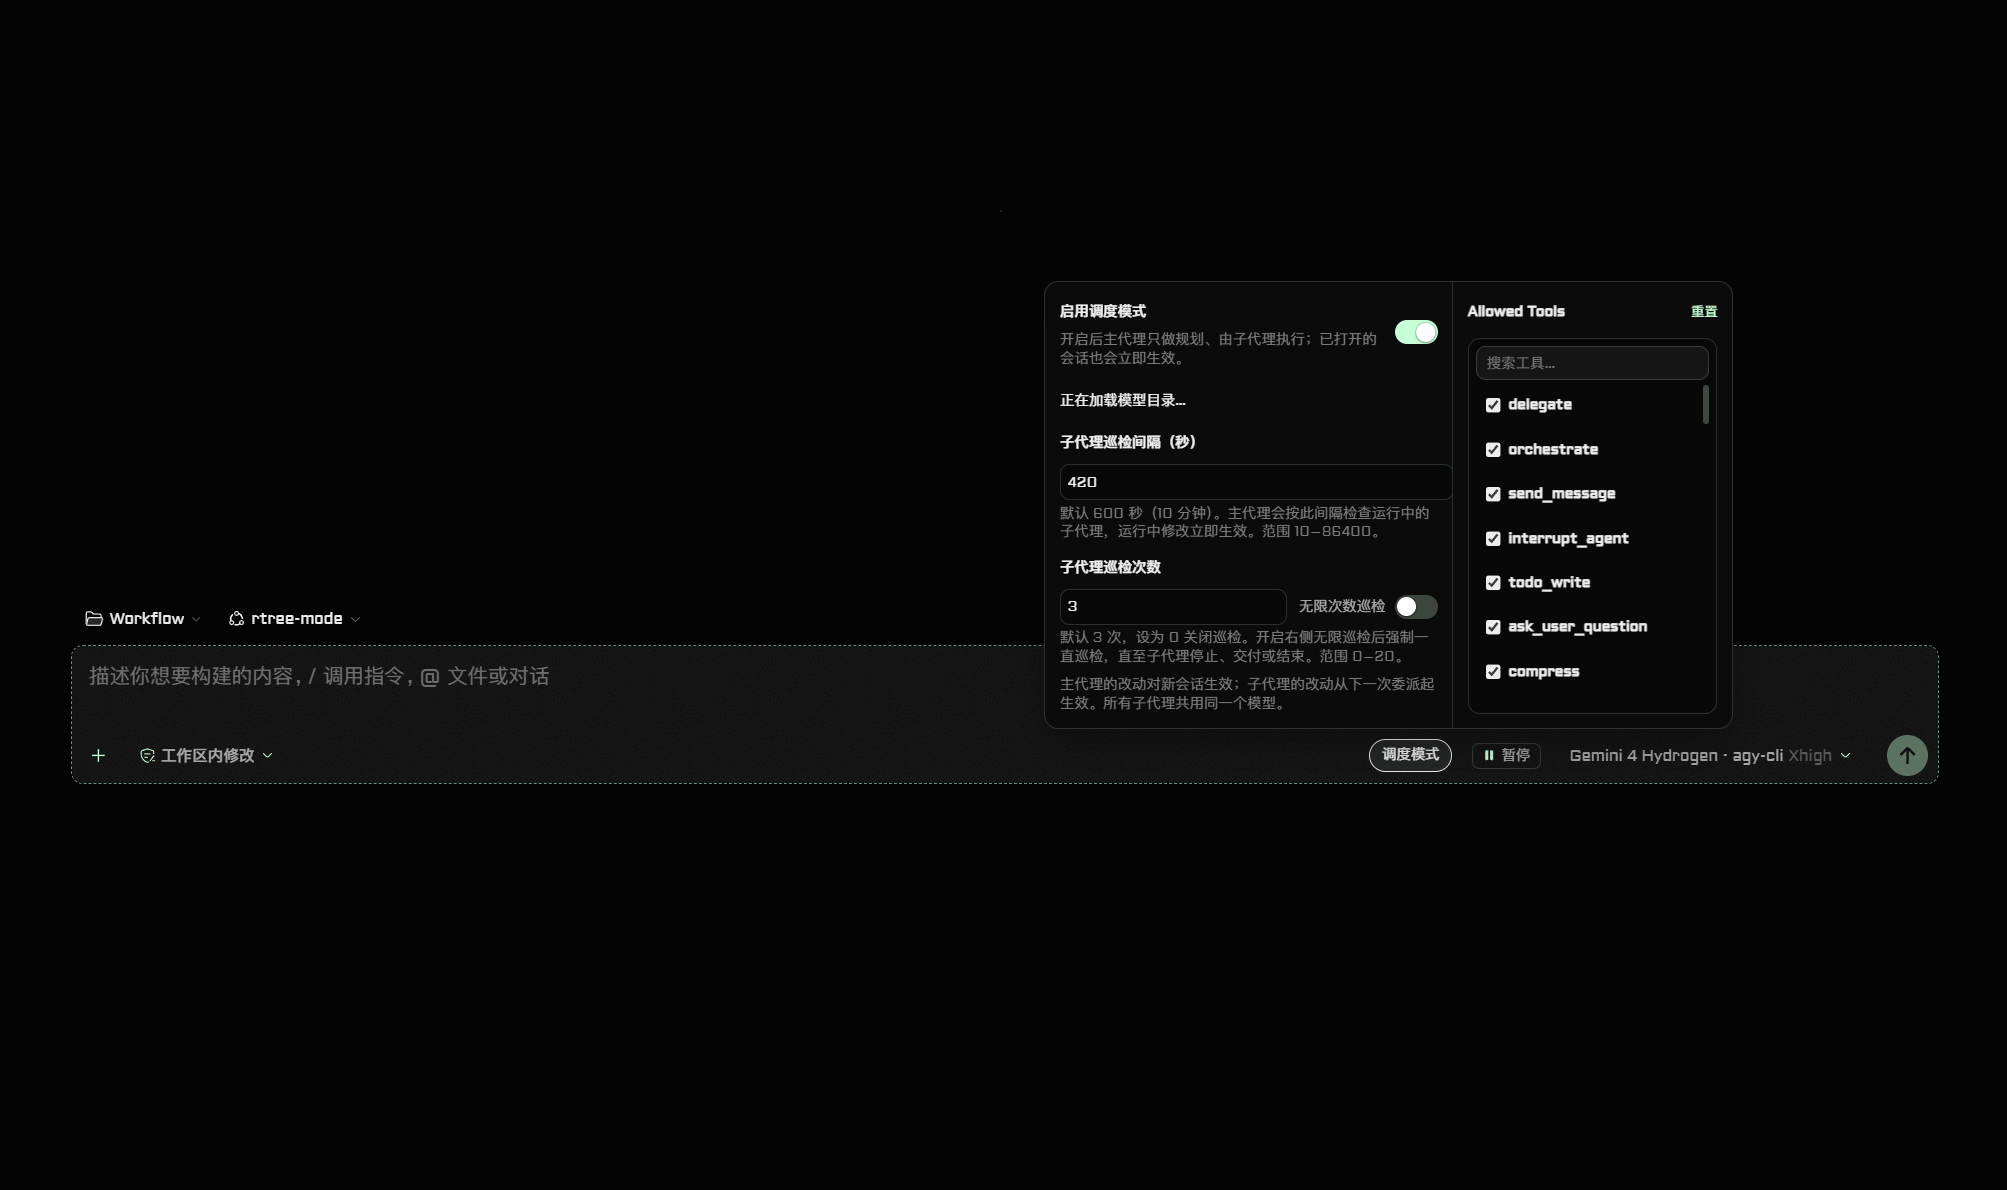 启用调度模式
开启后主代理只做规划、由子代理执行；已打开的
会话也会立即生效。
正在加载模型目录...
子代理巡检间隔（秒）
420
默认 600 秒（10 分钟）。主代理会按此间隔检查运行中的
子代理，运行中修改立即生效。范围 10–86400。
子代理巡检次数
3
无限次数巡检
默认 3 次，设为 0 关闭巡检。开启右侧无限巡检后强制一
直巡检，直至子代理停止、交付或结束。范围 0–20。
主代理的改动对新会话生效；子代理的改动从下一次委派起
生效。所有子代理共用同一个模型。
Allowed Tools
重置
搜索工具...
delegate
orchestrate
send_message
interrupt_agent
todo_write
ask_user_question
compress
Workflow
rtree-mode
描述你想要构建的内容, / 调用指令, @ 文件或对话
工作区内修改
调度模式
暂停
Gemini 4 Hydrogen · agy-cli Xhigh